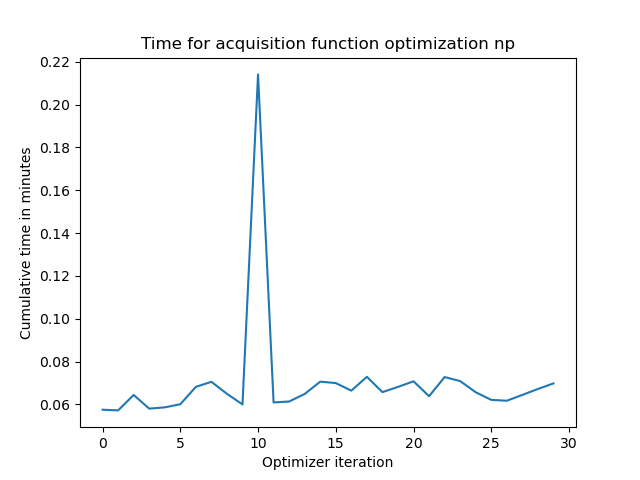 Time for acquisition function optimization np
Cumulative time in minutes
0.22
0.20
0.18
0.16
0.14
0.12
0.10
0.08
0.06
0 5 10 15 20 25 30
Optimizer iteration